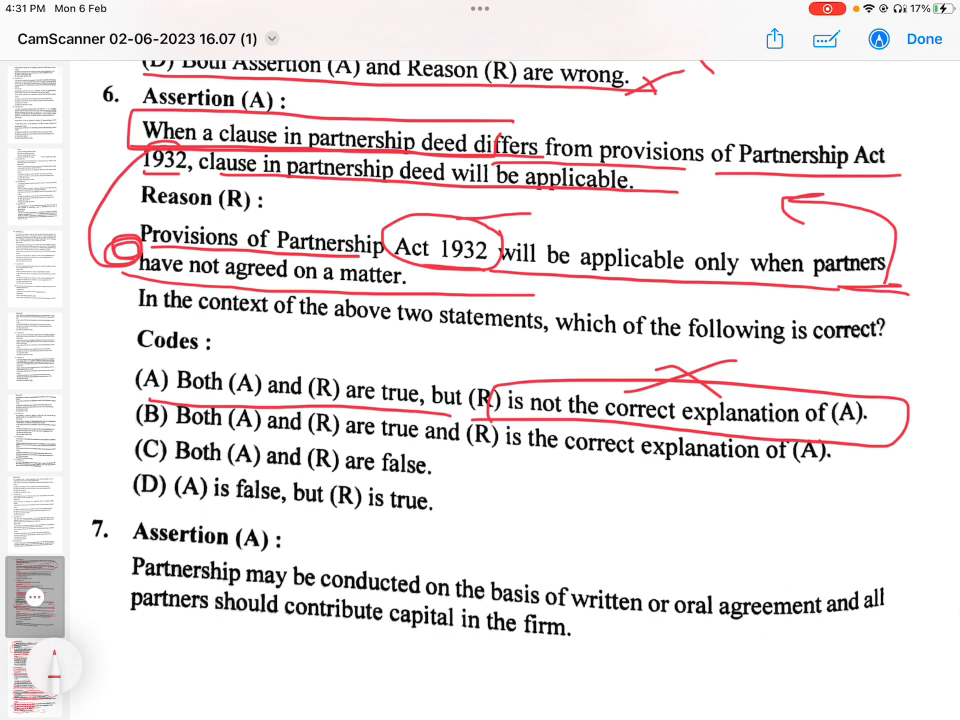 4:31 PM Mon 6 Feb
17%
CamScanner 02-06-2023 16.07 (1)
Done
(D) Both Assertion (A) and Reason (R) are wrong.
6. Assertion (A) :
When a clause in partnership deed differs from provisions of Partnership Act
1932, clause in partnership deed will be applicable.
Reason (R) :
Provisions of Partnership Act 1932 will be applicable only when partners
have not agreed on a matter.
In the context of the above two statements, which of the following is correct?
Codes :
(A) Both (A) and (R) are true, but (R) is not the correct explanation of (A).
(B) Both (A) and (R) are true and (R) is the correct explanation of (A).
(C) Both (A) and (R) are false.
(D) (A) is false, but (R) is true.
7. Assertion (A) :
Partnership may be conducted on the basis of written or oral agreement and all
partners should contribute capital in the firm.